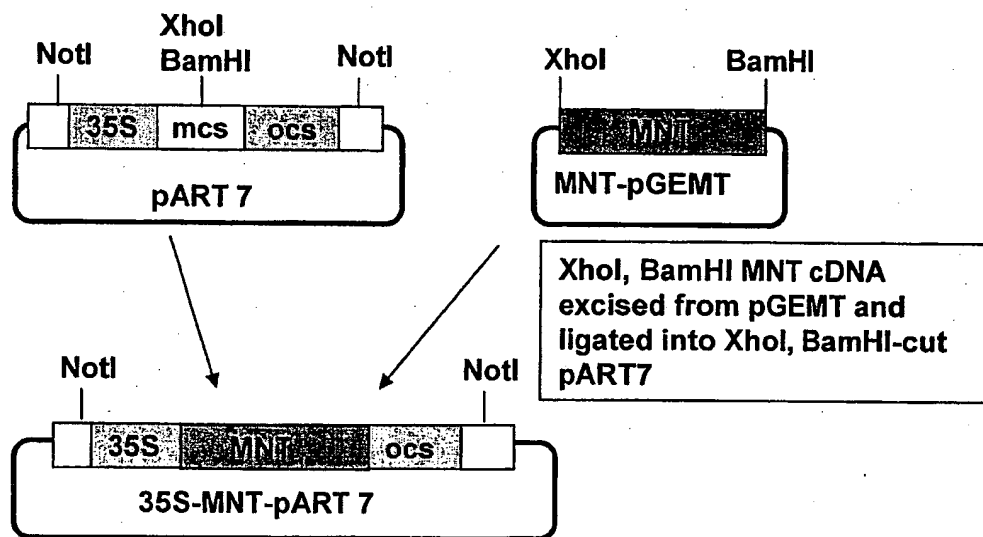 XhoI
NotI BamHI NotI
35S mcs ocs
pART 7
XhoI BamHI
MNT
MNT-pGEMT
XhoI, BamHI MNT cDNA
excised from pGEMT and
ligated into XhoI, BamHI-cut
pART7
NotI NotI
35S MNT ocs
35S-MNT-pART 7